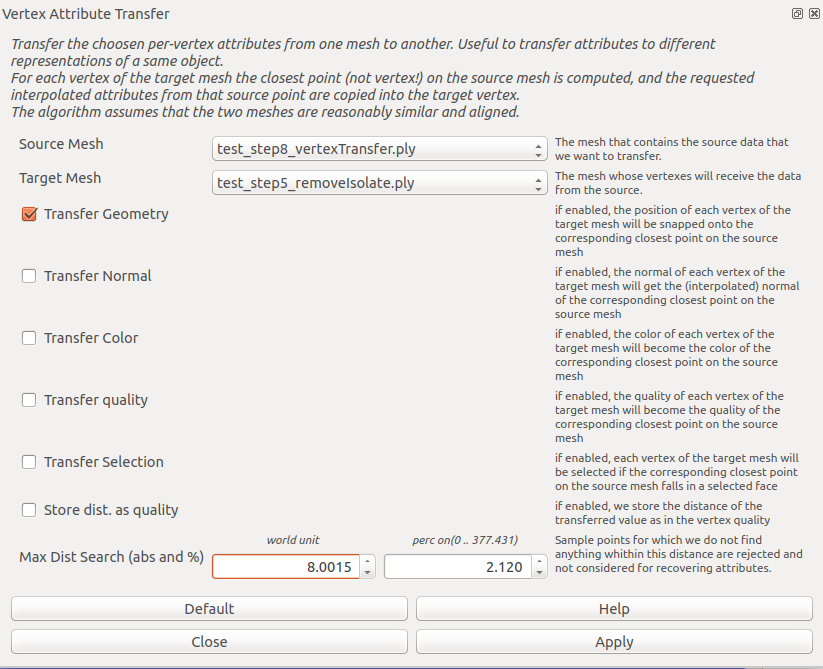 Vertex Attribute Transfer
Transfer the choosen per-vertex attributes from one mesh to another. Useful to transfer attributes to different
representations of a same object.
For each vertex of the target mesh the closest point (not vertex!) on the source mesh is computed, and the requested
interpolated attributes from that source point are copied into the target vertex.
The algorithm assumes that the two meshes are reasonably similar and aligned.
Source Mesh
test_step8_vertexTransfer.ply
The mesh that contains the source data that
we want to transfer.
Target Mesh
test_step5_removeIsolate.ply
The mesh whose vertexes will receive the data
from the source.
Transfer Geometry
if enabled, the position of each vertex of the
target mesh will be snapped onto the
corresponding closest point on the source
mesh
Transfer Normal
if enabled, the normal of each vertex of the
target mesh will get the (interpolated) normal
of the corresponding closest point on the
source mesh
Transfer Color
if enabled, the color of each vertex of the
target mesh will become the color of the
corresponding closest point on the source
mesh
Transfer quality
if enabled, the quality of each vertex of the
target mesh will become the quality of the
corresponding closest point on the source
mesh
Transfer Selection
if enabled, each vertex of the target mesh will
be selected if the corresponding closest point
on the source mesh falls in a selected face
Store dist. as quality
if enabled, we store the distance of the
transferred value as in the vertex quality
Max Dist Search (abs and %)
world unit
8.0015
perc on(0 .. 377.431)
2.120
Sample points for which we do not find
anything whithin this distance are rejected and
not considered for recovering attributes.
Default
Help
Close
Apply